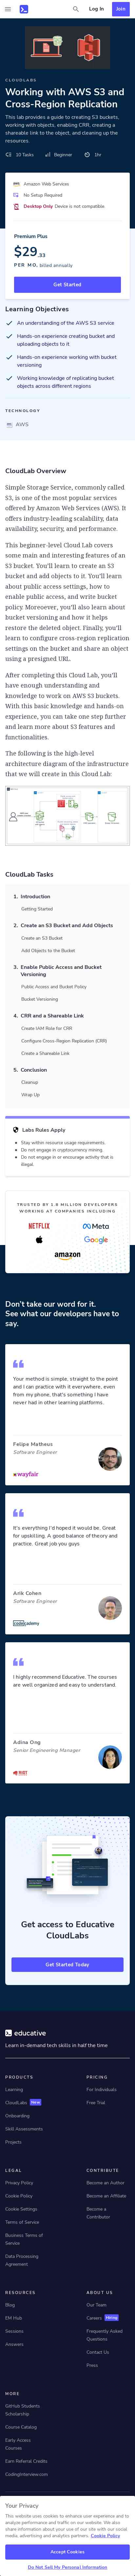 Log In
Join
CLOUDLABS
Working with AWS S3 and
Cross-Region Replication
This lab provides a guide to creating S3 buckets,
working with objects, enabling CRR, creating a
shareable link to objects, and cleaning up
resources.
10 Tasks
Beginner
1hr
Amazon Web Services
No Setup Required
Desktop Only Device is not compatible.
Premium Plus
$29.33
PER MO, billed annually
Get Started
Learning Objectives
An understanding of the AWS S3 service
Hands-on experience creating bucket and
uploading objects to it
Hands-on experience working with bucket
versioning
Working knowledge of replicating bucket
objects across different regions
TECHNOLOGY
AWS
CloudLab Overview
Simple Storage Service, commonly called
S3, is one of the most popular services
offered by Amazon Web Services (AWS). It
offers industry-leading scalability, data
availability, security, and performance.
This beginner-level Cloud Lab covers
everything from creating and using an S3
bucket. You'll learn to use to start an S3
bucket and add objects to it. You'll learn
to enable public access settings, how to
enable public access, and write bucket
policy. Moreover, you'll learn about bucket
versioning and how to use it to
restore the deleted object. Finally, you'll
learn to configure cross-region replication
on the bucket and share an object
using a presigned URL.
After completing this Cloud Lab, you'll
have enough understanding and
knowledge to work on AWS S3 buckets.
With this basic knowledge and hands-on
experience, you can take one step further
to work toward extended S3 features and
functionalities.
The following is the high-level
architecture diagram of the infrastructure
that we will create in this Cloud Lab:
CloudLab Tasks
1. Introduction
Getting Started
2. Create an S3 Bucket and Add Objects
Create an S3 Bucket
Add Objects to the Bucket
3. Enable Public Access and Bucket
Versioning
Public Access and Bucket Policy
Bucket Versioning
4. CRR and a Shareable Link
Create IAM Role for CRR
Configure Cross-Region Replication (CRR)
Create a Shareable Link
5. Conclusion
Cleanup
Wrap Up
Labs Rules Apply
Stay within resource usage requirements.
Do not engage in cryptocurrency mining.
Do not engage in or encourage activity that is
illegal.
TRUSTED BY 1.8 MILLION DEVELOPERS
WORKING AT COMPANIES INCLUDING
NETFLIX
Meta
Google
amazon
Don't take our word for it.
See what our developers have to
say.
Your method is simple, straight to the point
and I can practice with it everywhere, even
from my phone, that's something I have
never had on other learning platforms.
Felipe Matheus
Software Engineer
wayfair
It's everything I'd hoped it would be. Great
for upskilling. A good balance of theory and
practice. Great job you guys
Arik Cohen
Software Engineer
codecademy
I highly recommend Educative. The courses
are well organized and easy to understand.
Adina Ong
Senior Engineering Manager
Get access to Educative
CloudLabs
Get Started Today
educative
Learn in-demand tech skills in half the time
PRODUCTS
Learning
CloudLabs New
Onboarding
Skill Assessments
Projects
PRICING
For Individuals
Free Trial
LEGAL
Privacy Policy
Cookie Policy
Cookie Settings
Terms of Service
Business Terms of
Service
Data Processing
Agreement
CONTRIBUTE
Become an Author
Become an Affiliate
Become a
Contributor
RESOURCES
Blog
EM Hub
Sessions
Answers
ABOUT US
Our Team
Careers Hiring
Frequently Asked
Questions
Contact Us
Press
MORE
GitHub Students
Scholarship
Course Catalog
Early Access
Courses
Earn Referral Credits
CodingInterview.com
Your Privacy
This website uses cookies to enhance user experience and to
analyze performance and traffic on our website. We
also share information about your use of our site with our social
media, advertising and analytics partners. Cookie Policy
Accept Cookies
Do Not Sell My Personal Information